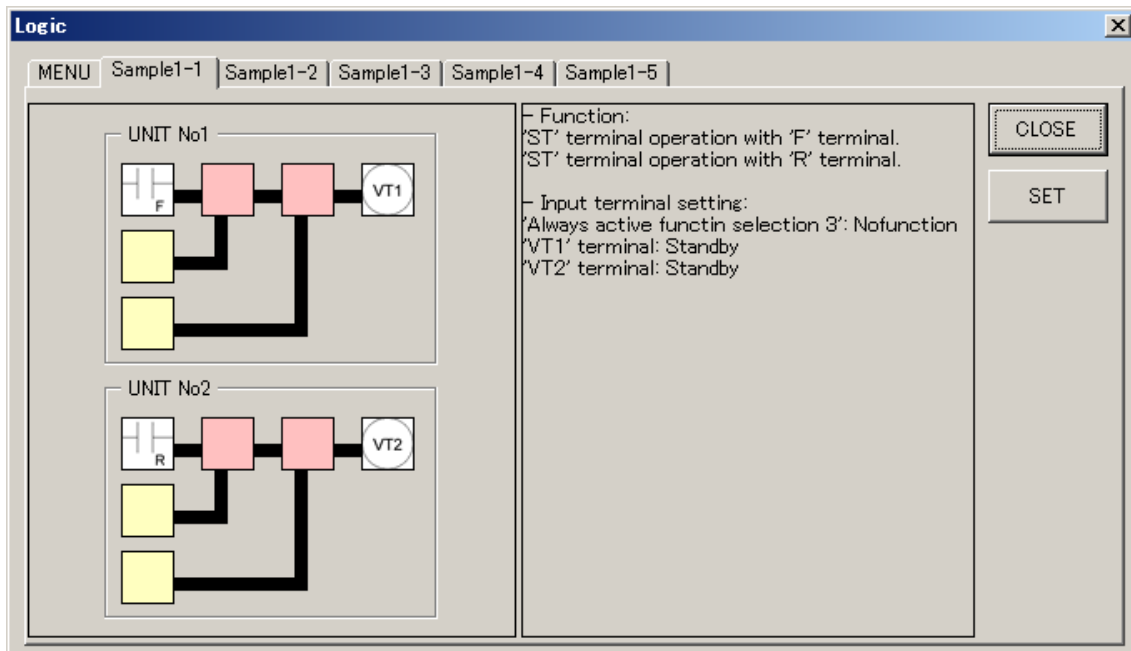 Logic
MENU Sample1-1 Sample1-2 Sample1-3 Sample1-4 Sample1-5
UNIT No1
F
VT1
UNIT No2
R
VT2
- Function:
'ST' terminal operation with 'F' terminal.
'ST' terminal operation with 'R' terminal.
- Input terminal setting:
'Always active functin selection 3': Nofunction
'VT1' terminal: Standby
'VT2' terminal: Standby
CLOSE
SET